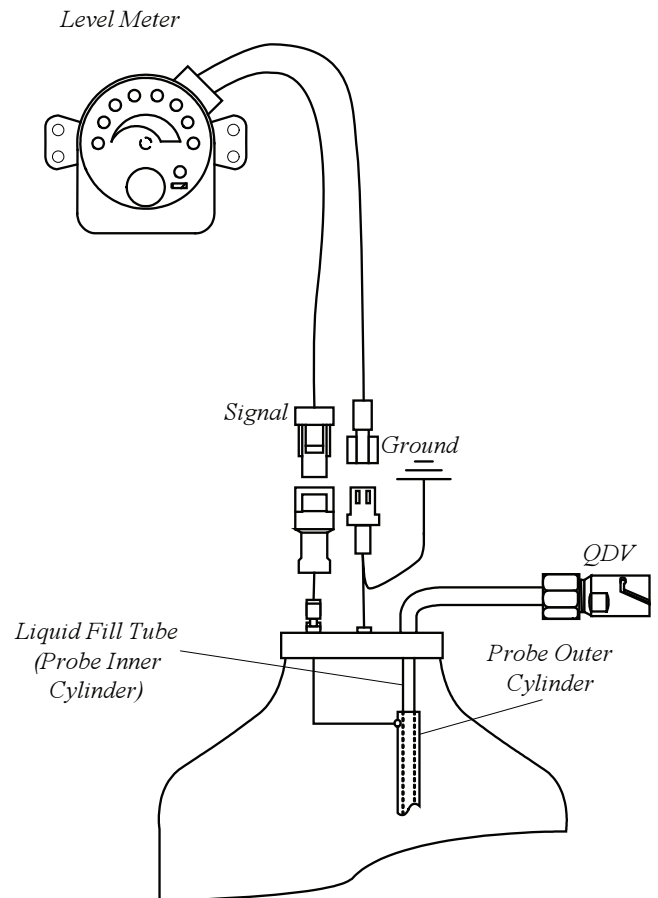 Level Meter
Signal
Ground
QDV
Liquid Fill Tube
(Probe Inner
Cylinder)
Probe Outer
Cylinder